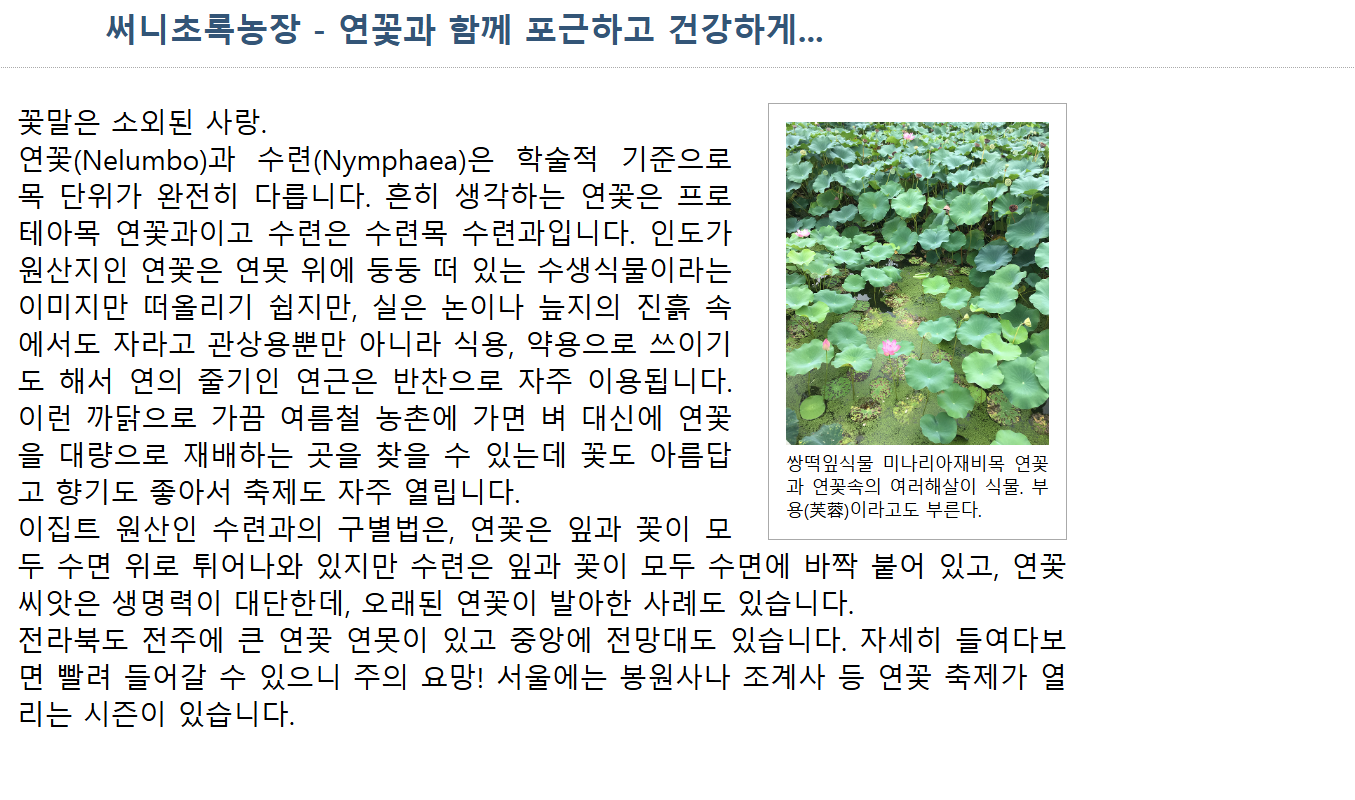 써니초록농장 - 연꽃과 함께 포근하고 건강하게...
꽃말은 소외된 사랑.
연꽃(Nelumbo)과 수련(Nymphaea)은 학술적 기준으로
목 단위가 완전히 다릅니다. 흔히 생각하는 연꽃은 프로
테아목 연꽃과이고 수련은 수련목 수련과입니다. 인도가
원산지인 연꽃은 연못 위에 둥둥 떠 있는 수생식물이라는
이미지만 떠올리기 쉽지만, 실은 논이나 늪지의 진흙 속
에서도 자라고 관상용뿐만 아니라 식용, 약용으로 쓰이기
도 해서 연의 줄기인 연근은 반찬으로 자주 이용됩니다.
이런 까닭으로 가끔 여름철 농촌에 가면 벼 대신에 연꽃
을 대량으로 재배하는 곳을 찾을 수 있는데 꽃도 아름답
고 향기도 좋아서 축제도 자주 열립니다.
이집트 원산인 수련과의 구별법은, 연꽃은 잎과 꽃이 모
두 수면 위로 튀어나와 있지만 수련은 잎과 꽃이 모두 수면에 바짝 붙어 있고, 연꽃
씨앗은 생명력이 대단한데, 오래된 연꽃이 발아한 사례도 있습니다.
전라북도 전주에 큰 연꽃 연못이 있고 중앙에 전망대도 있습니다. 자세히 들여다보
면 빨려 들어갈 수 있으니 주의 요망! 서울에는 봉원사나 조계사 등 연꽃 축제가 열
리는 시즌이 있습니다.
쌍떡잎식물 미나리아재비목 연꽃
과 연꽃속의 여러해살이 식물. 부
용(芙蓉)이라고도 부른다.